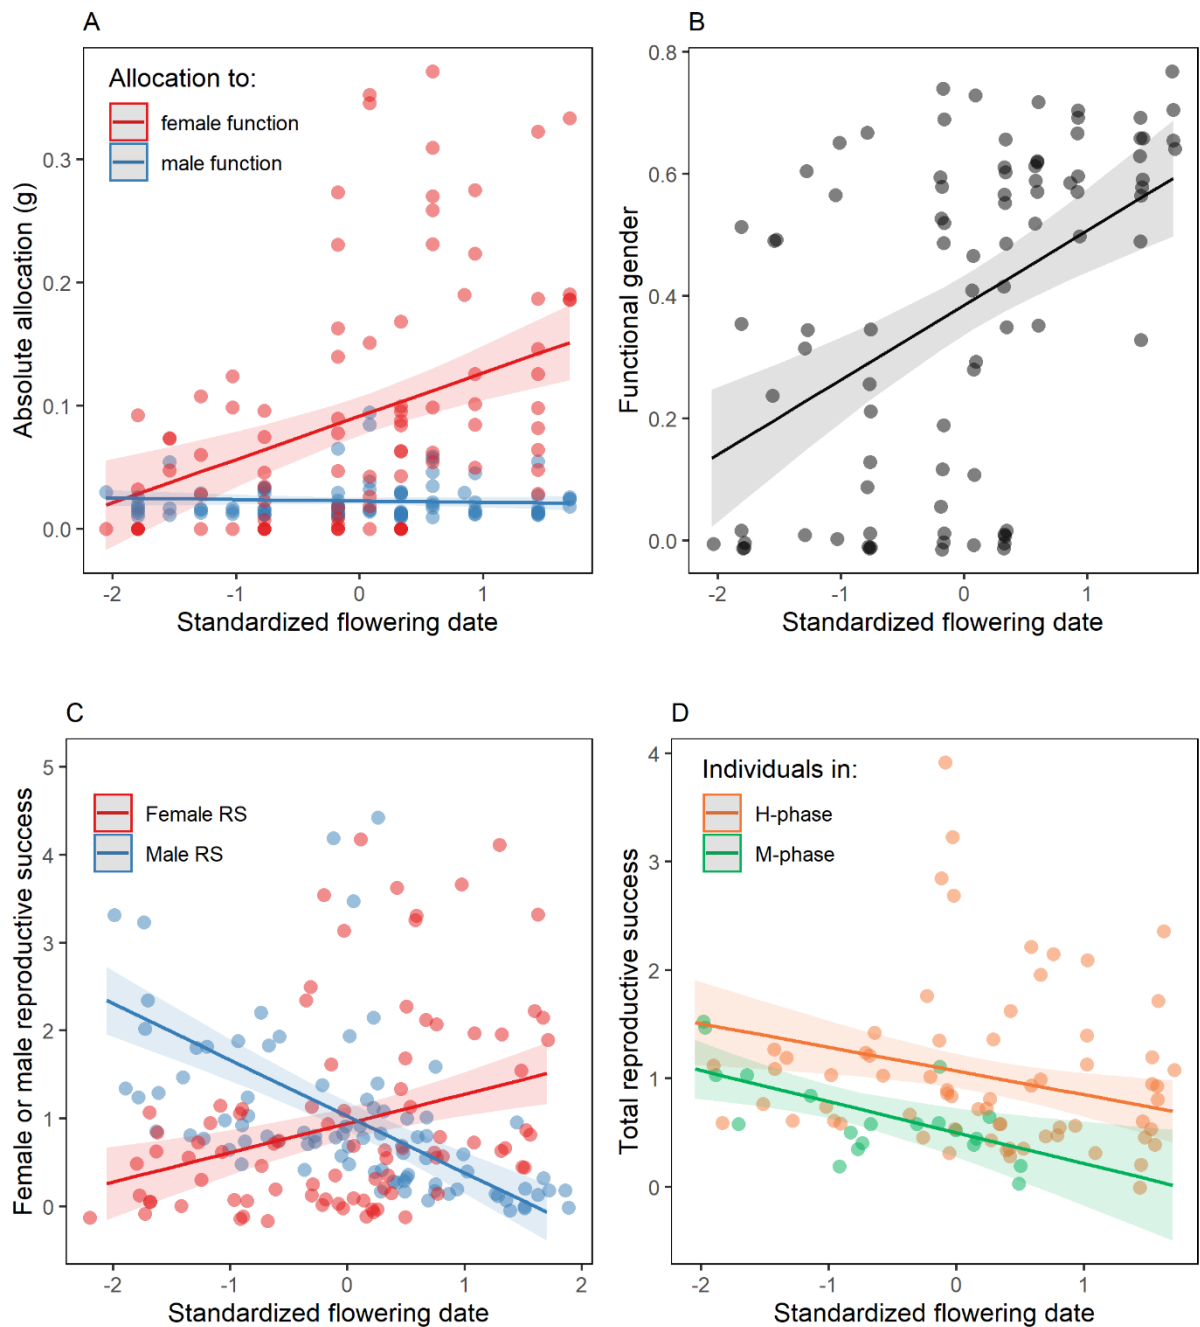 A
Allocation to:
female function
male function
Absolute allocation (g)
0.3
0.2
0.1
0.0
-2 -1 0 1
Standardized flowering date
B
Functional gender
0.8
0.6
0.4
0.2
0.0
-2 -1 0 1
Standardized flowering date
C
Female RS
Male RS
Female or male reproductive success
5
4
3
2
1
0
-2 -1 0 1 2
Standardized flowering date
D
Individuals in:
H-phase
M-phase
Total reproductive success
4
3
2
1
0
-2 -1 0 1
Standardized flowering date